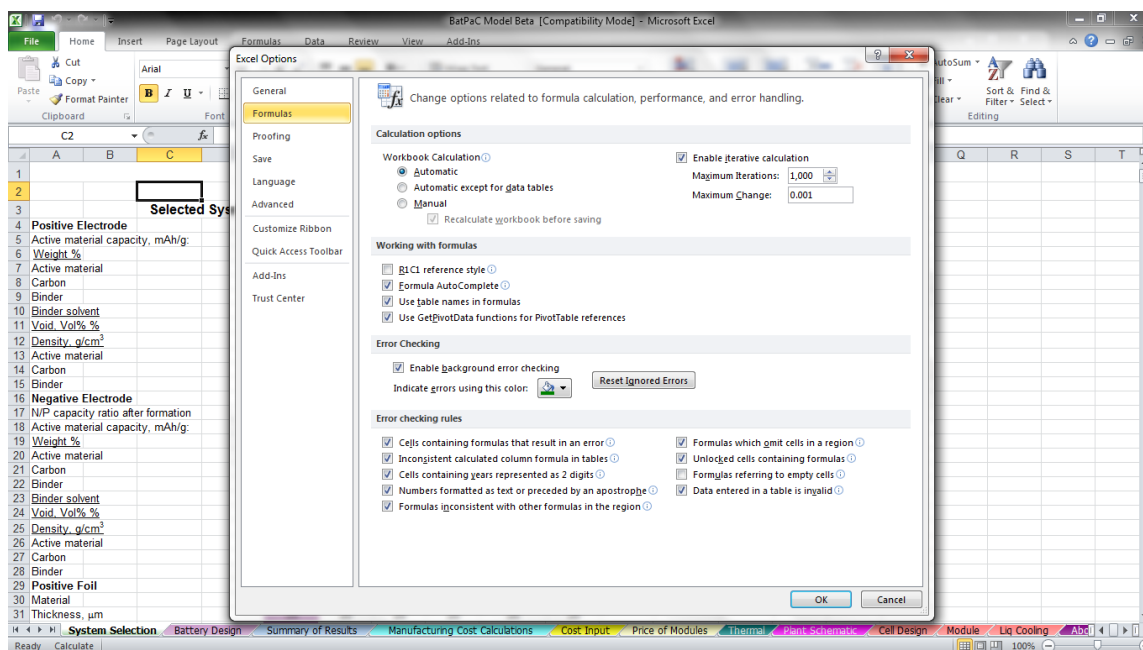 BatPaC Model Beta [Compatibility Mode] - Microsoft Excel
File Home Insert Page Layout Formulas Data Review View Add-Ins
Cut
Copy
Paste
Format Painter
Clipboard
Arial
B I U
Font
AutoSum
Fill
Clear
Sort & Filter
Find & Select
Editing
C2 fx
A B C Q R S T
1
2
3 Selected Sys
4 Positive Electrode
5 Active material capacity, mAh/g:
6 Weight %
7 Active material
8 Carbon
9 Binder
10 Binder solvent
11 Void, Vol% %
12 Density, g/cm³
13 Active material
14 Carbon
15 Binder
16 Negative Electrode
17 N/P capacity ratio after formation
18 Active material capacity, mAh/g:
19 Weight %
20 Active material
21 Carbon
22 Binder
23 Binder solvent
24 Void, Vol% %
25 Density, g/cm³
26 Active material
27 Carbon
28 Binder
29 Positive Foil
30 Material
31 Thickness, µm
Excel Options
General
Formulas
Proofing
Save
Language
Advanced
Customize Ribbon
Quick Access Toolbar
Add-Ins
Trust Center
fx Change options related to formula calculation, performance, and error handling.
Calculation options
Workbook Calculation
Automatic
Automatic except for data tables
Manual
Recalculate workbook before saving
Enable iterative calculation
Maximum Iterations: 1,000
Maximum Change: 0.001
Working with formulas
R1C1 reference style
Formula AutoComplete
Use table names in formulas
Use GetPivotData functions for PivotTable references
Error Checking
Enable background error checking
Indicate errors using this color:
Reset Ignored Errors
Error checking rules
Cells containing formulas that result in an error
Inconsistent calculated column formula in tables
Cells containing years represented as 2 digits
Numbers formatted as text or preceded by an apostrophe
Formulas inconsistent with other formulas in the region
Formulas which omit cells in a region
Unlocked cells containing formulas
Formulas referring to empty cells
Data entered in a table is invalid
OK Cancel
System Selection Battery Design Summary of Results Manufacturing Cost Calculations Cost Input Price of Modules Thermal Plant Schematic Cell Design Module Liq Cooling
Ready Calculate 100%